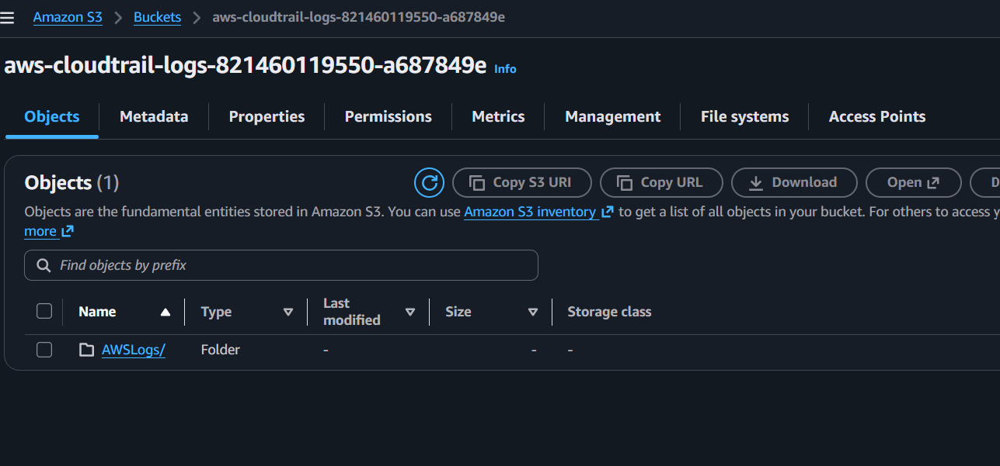 Amazon S3 > Buckets > aws-cloudtrail-logs-821460119550-a687849e
aws-cloudtrail-logs-821460119550-a687849e Info
Objects Metadata Properties Permissions Metrics Management File systems Access Points
Objects (1) Copy S3 URI Copy URL Download Open
Objects are the fundamental entities stored in Amazon S3. You can use Amazon S3 inventory to get a list of all objects in your bucket. For others to access
more
Find objects by prefix
Name Type Last modified Size Storage class
AWSLogs/ Folder - - -